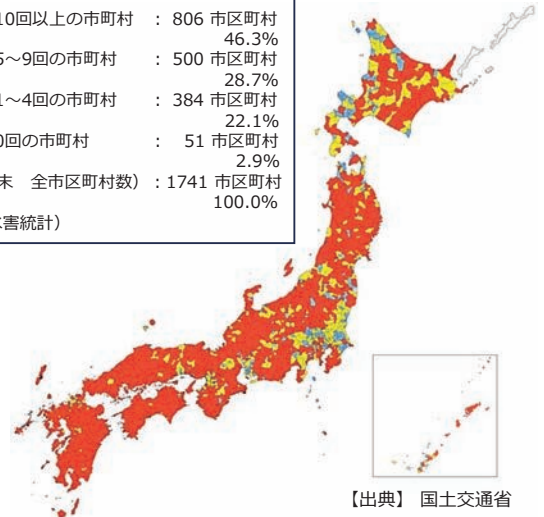 10回以上の市町村 : 806 市区町村
46.3%
5～9回の市町村 : 500 市区町村
28.7%
1～4回の市町村 : 384 市区町村
22.1%
0回の市町村 : 51 市区町村
2.9%
末 全市区町村数) : 1741 市区町村
100.0%
害統計)
【出典】 国土交通省